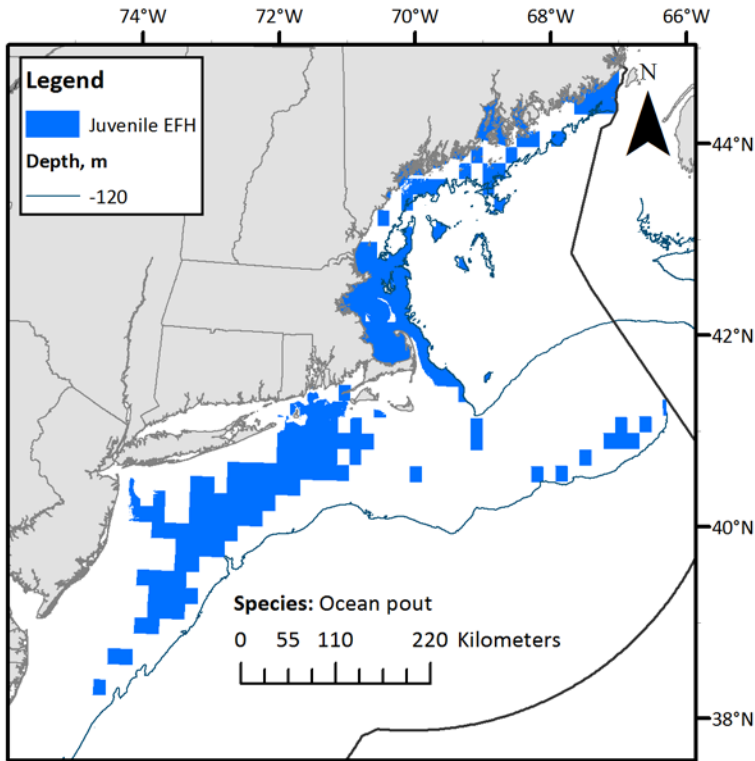 74°W 72°W 70°W 68°W 66°W
Legend
Juvenile EFH
Depth, m
-120
N
44°N
42°N
40°N
Species: Ocean pout
0 55 110 220 Kilometers
38°N